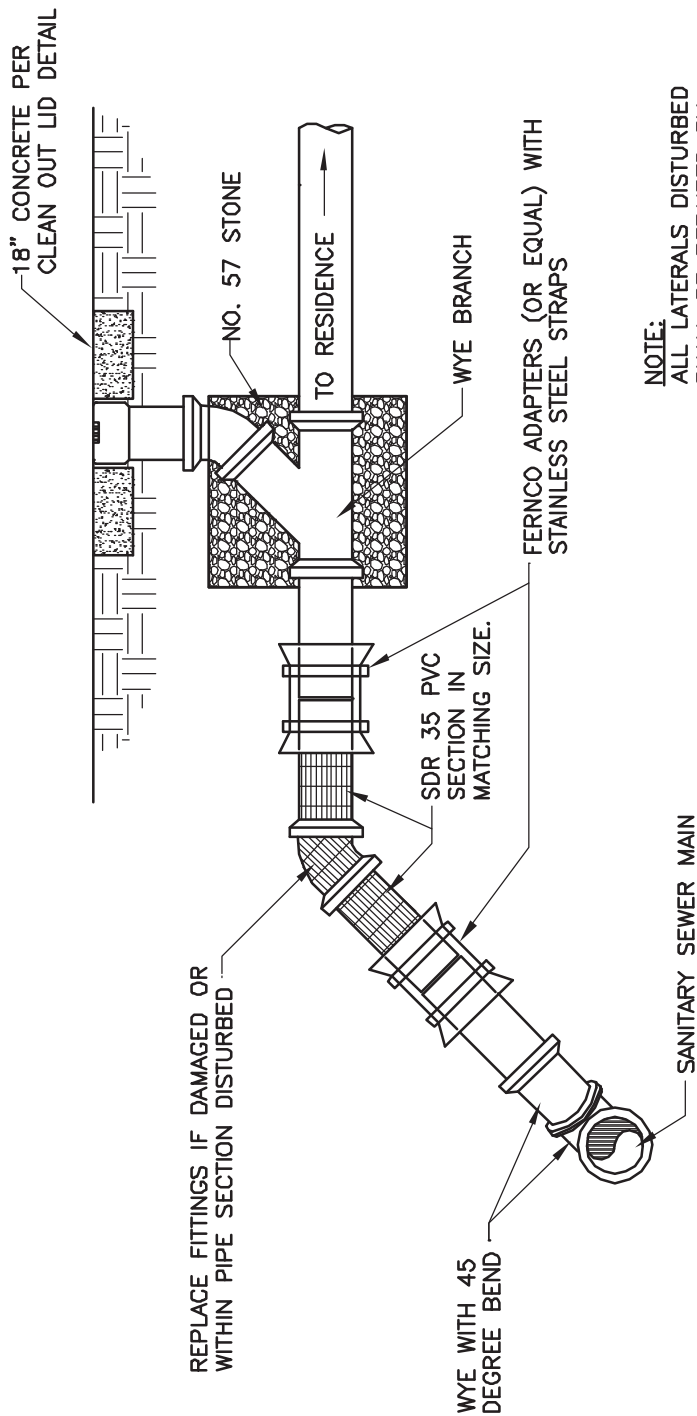 18" CONCRETE PER
CLEAN OUT LID DETAIL
NO. 57 STONE
TO RESIDENCE
WYE BRANCH
FERNCO ADAPTERS (OR EQUAL) WITH
STAINLESS STEEL STRAPS
SDR 35 PVC
SECTION IN
MATCHING SIZE.
REPLACE FITTINGS IF DAMAGED OR
WITHIN PIPE SECTION DISTURBED
WYE WITH 45
DEGREE BEND
SANITARY SEWER MAIN
NOTE:
ALL LATERALS DISTURBED